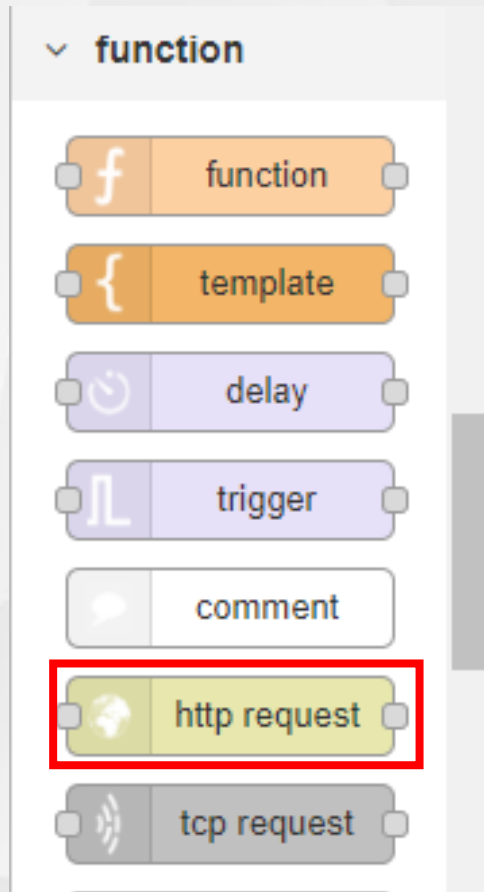 function
function
template
delay
trigger
comment
http request
tcp request